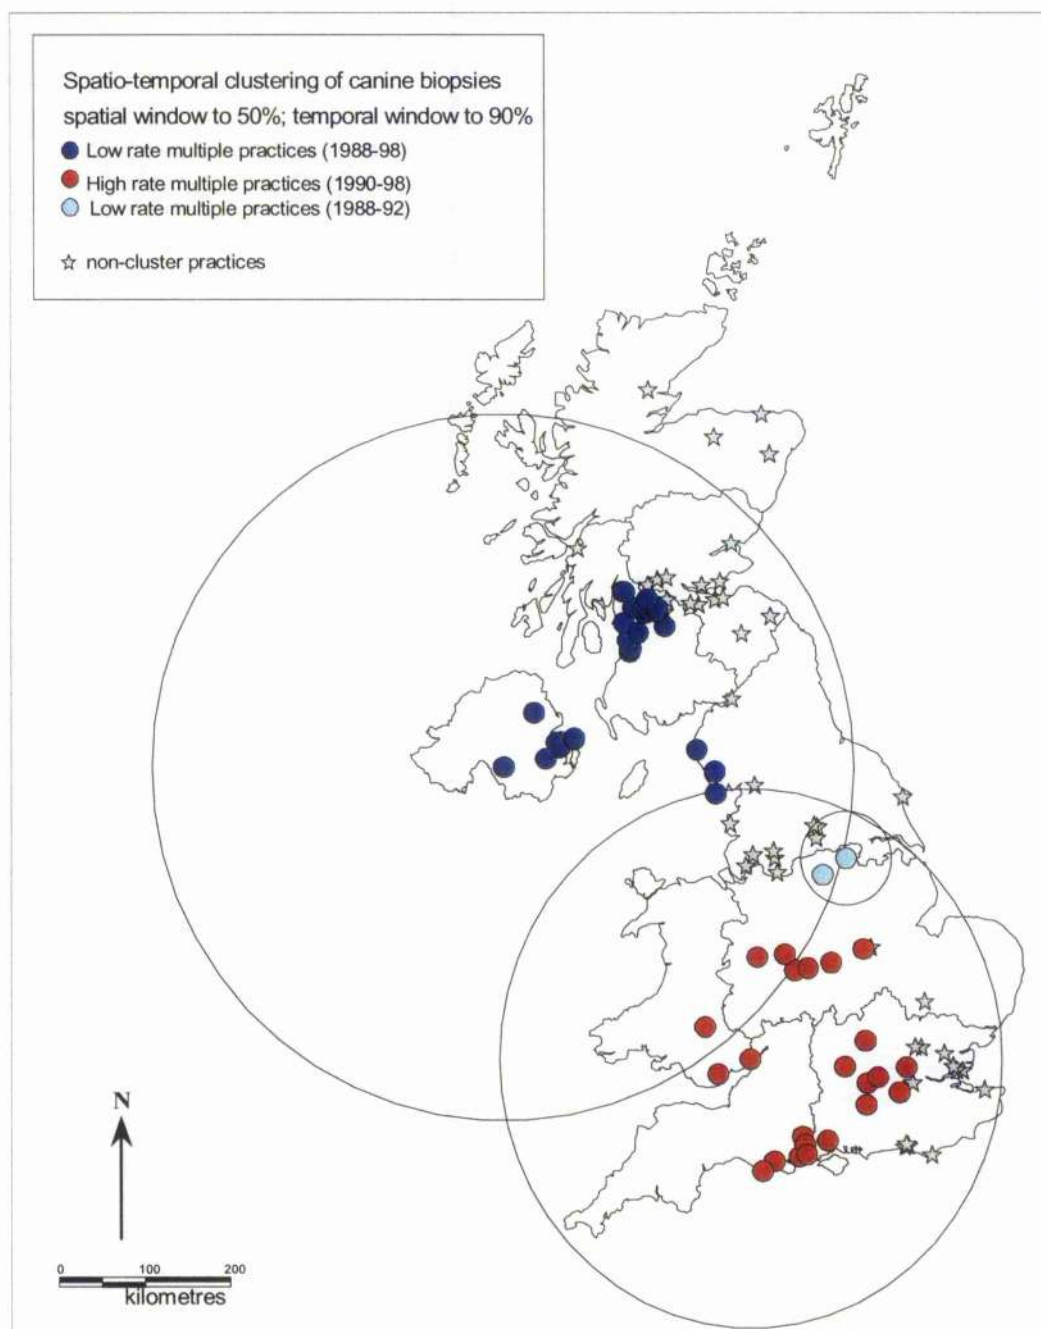 Spatio-temporal clustering of canine biopsies
spatial window to 50%; temporal window to 90%
Low rate multiple practices (1988-98)
High rate multiple practices (1990-98)
Low rate multiple practices (1988-92)
non-cluster practices
N
0 100 200
kilometres